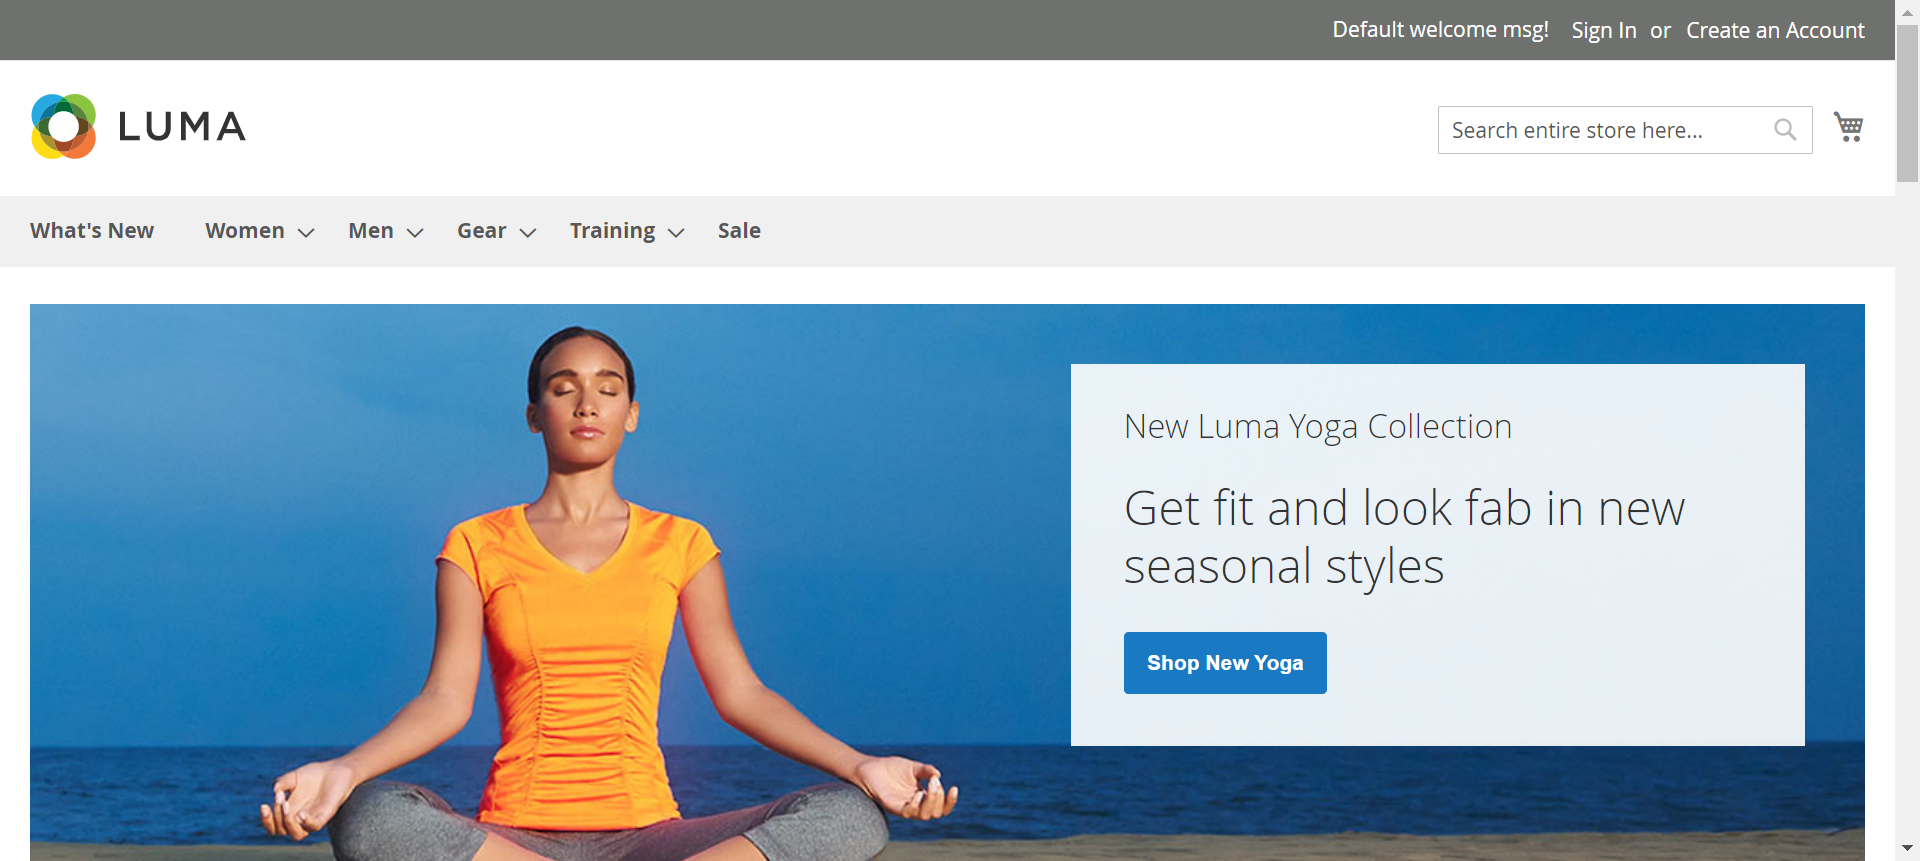 Default welcome msg! Sign In or Create an Account
LUMA
Search entire store here...
What's New Women Men Gear Training Sale
New Luma Yoga Collection
Get fit and look fab in new
seasonal styles
Shop New Yoga